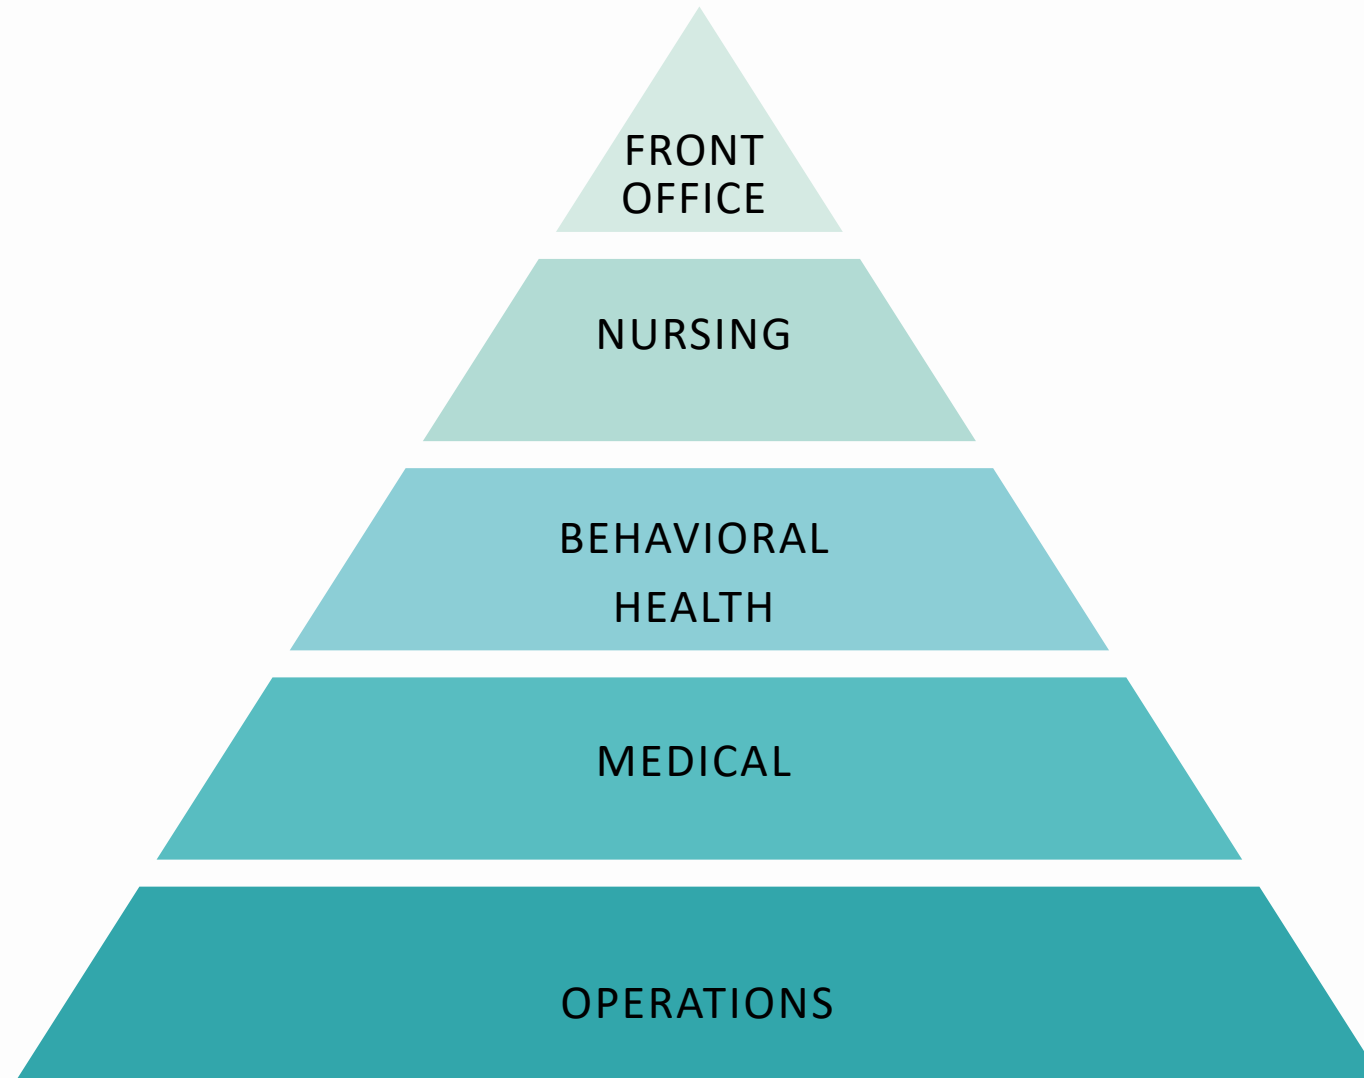 FRONT
OFFICE
NURSING
BEHAVIORAL
HEALTH
MEDICAL
OPERATIONS